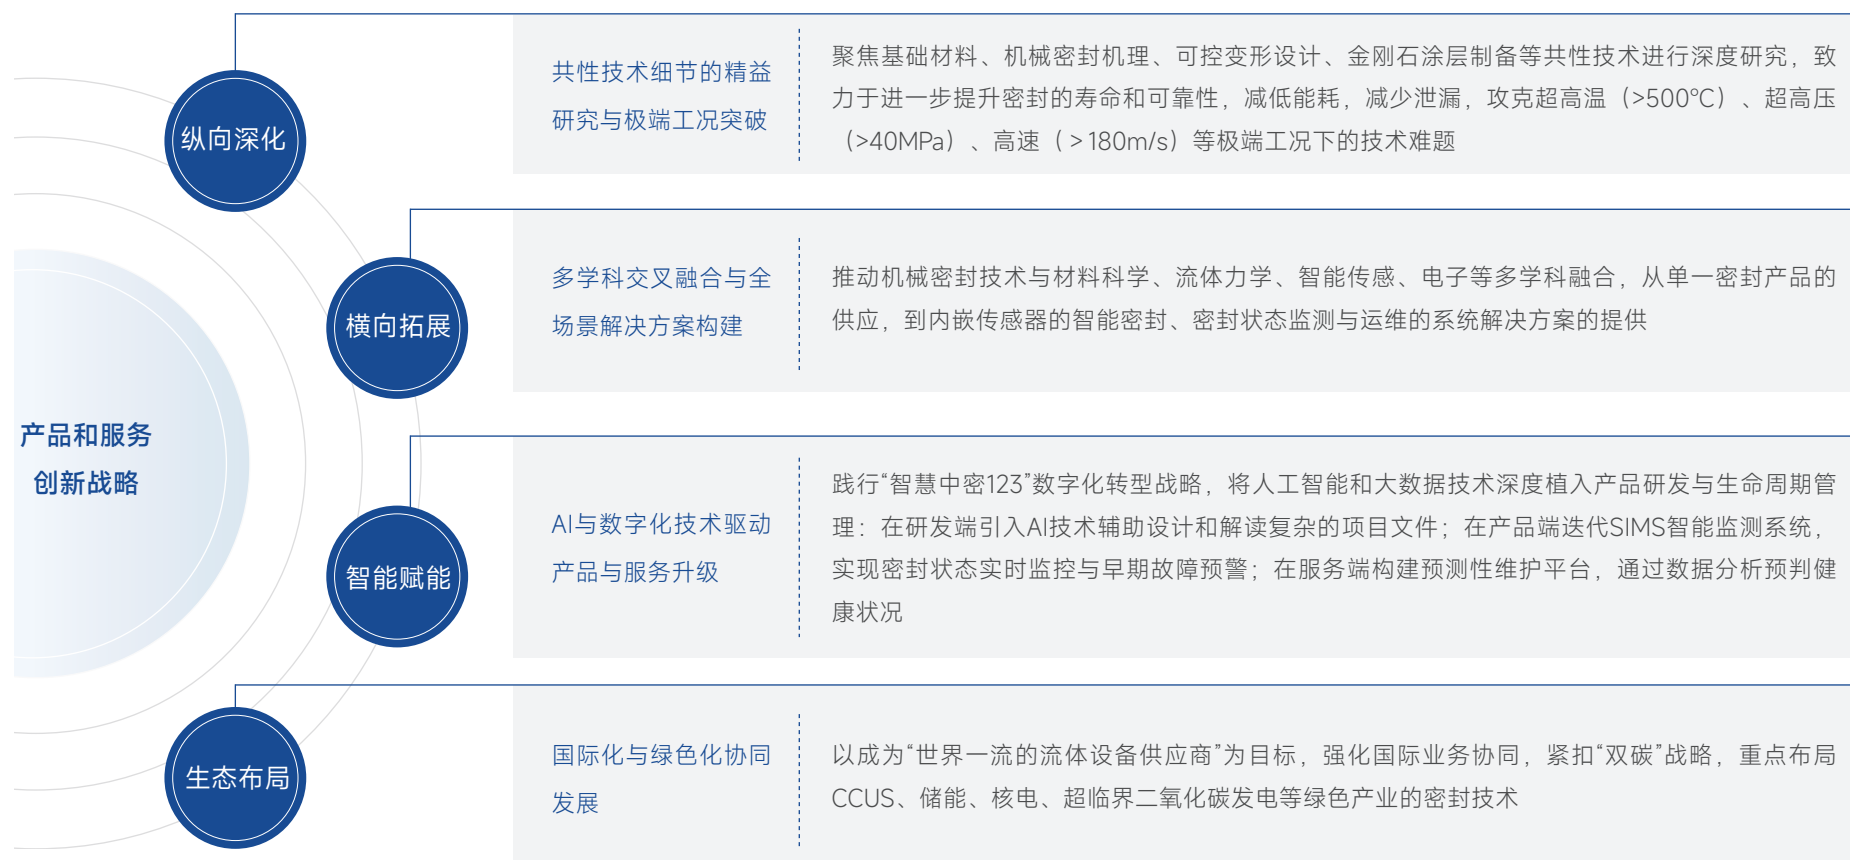 产品和服务
创新战略
纵向深化
共性技术细节的精益
研究与极端工况突破
聚焦基础材料、机械密封机理、可控变形设计、金刚石涂层制备等共性技术进行深度研究，致
力于进一步提升密封的寿命和可靠性，减低能耗，减少泄漏，攻克超高温（>500℃）、超高压
（>40MPa）、高速（＞180m/s）等极端工况下的技术难题
横向拓展
多学科交叉融合与全
场景解决方案构建
推动机械密封技术与材料科学、流体力学、智能传感、电子等多学科融合，从单一密封产品的
供应，到内嵌传感器的智能密封、密封状态监测与运维的系统解决方案的提供
智能赋能
AI与数字化技术驱动
产品与服务升级
践行“智慧中密123”数字化转型战略，将人工智能和大数据技术深度植入产品研发与生命周期管
理：在研发端引入AI技术辅助设计和解读复杂的项目文件；在产品端迭代SIMS智能监测系统，
实现密封状态实时监控与早期故障预警；在服务端构建预测性维护平台，通过数据分析预判健
康状况
生态布局
国际化与绿色化协同
发展
以成为“世界一流的流体设备供应商”为目标，强化国际业务协同，紧扣“双碳”战略，重点布局
CCUS、储能、核电、超临界二氧化碳发电等绿色产业的密封技术